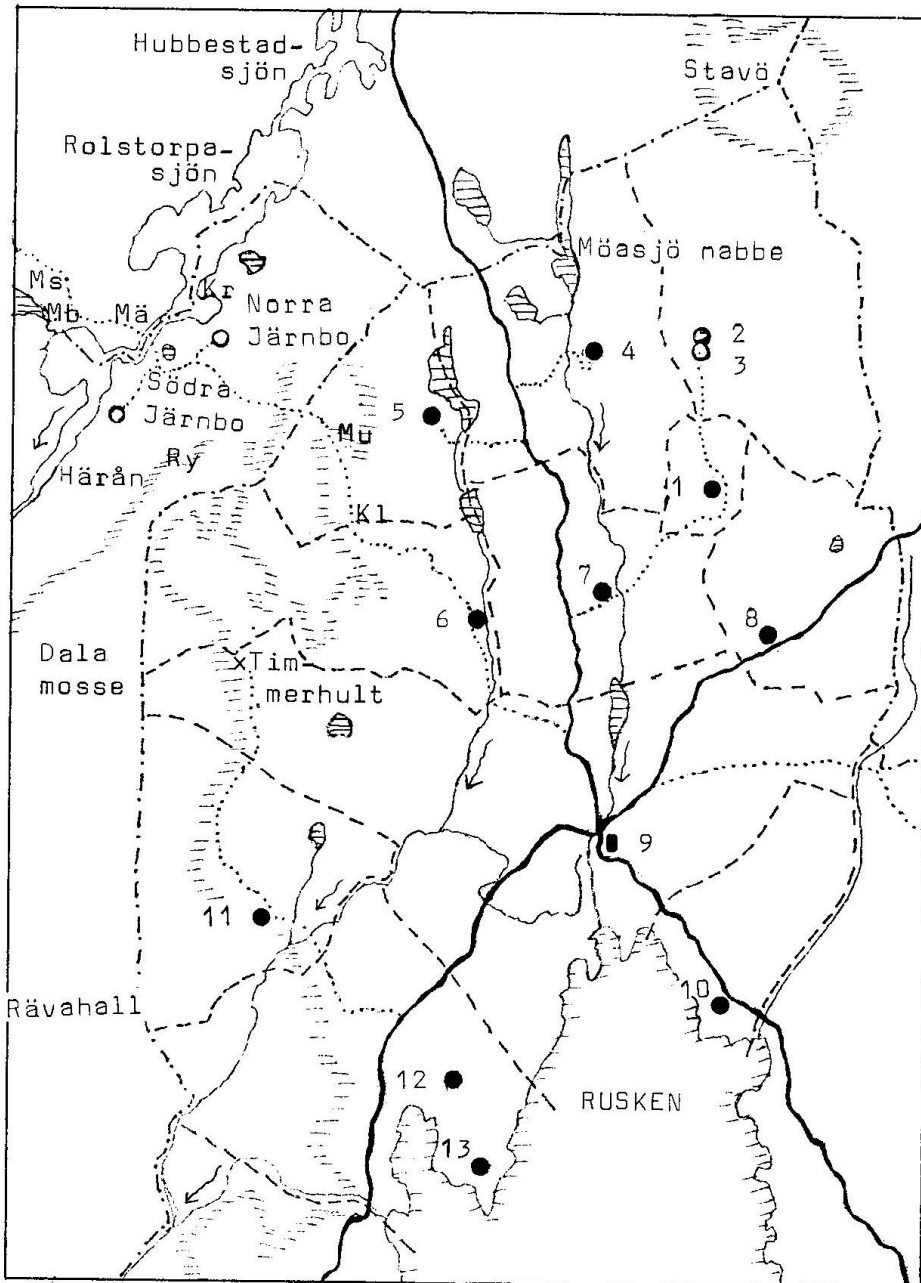 Hubbestad-
sjön
Stavö
Rolstorpa-
sjön
Möasjö nabbe
Ms
Mb
Mä
Kr
Norra
Järnbo
2
3
4
Södra
Järnbo
5
Mu
Ry
Härån
1
Kl
7
6
8
Dala
mosse
xTim
merhult
9
11
Rävahall
10
12
RUSKEN
13